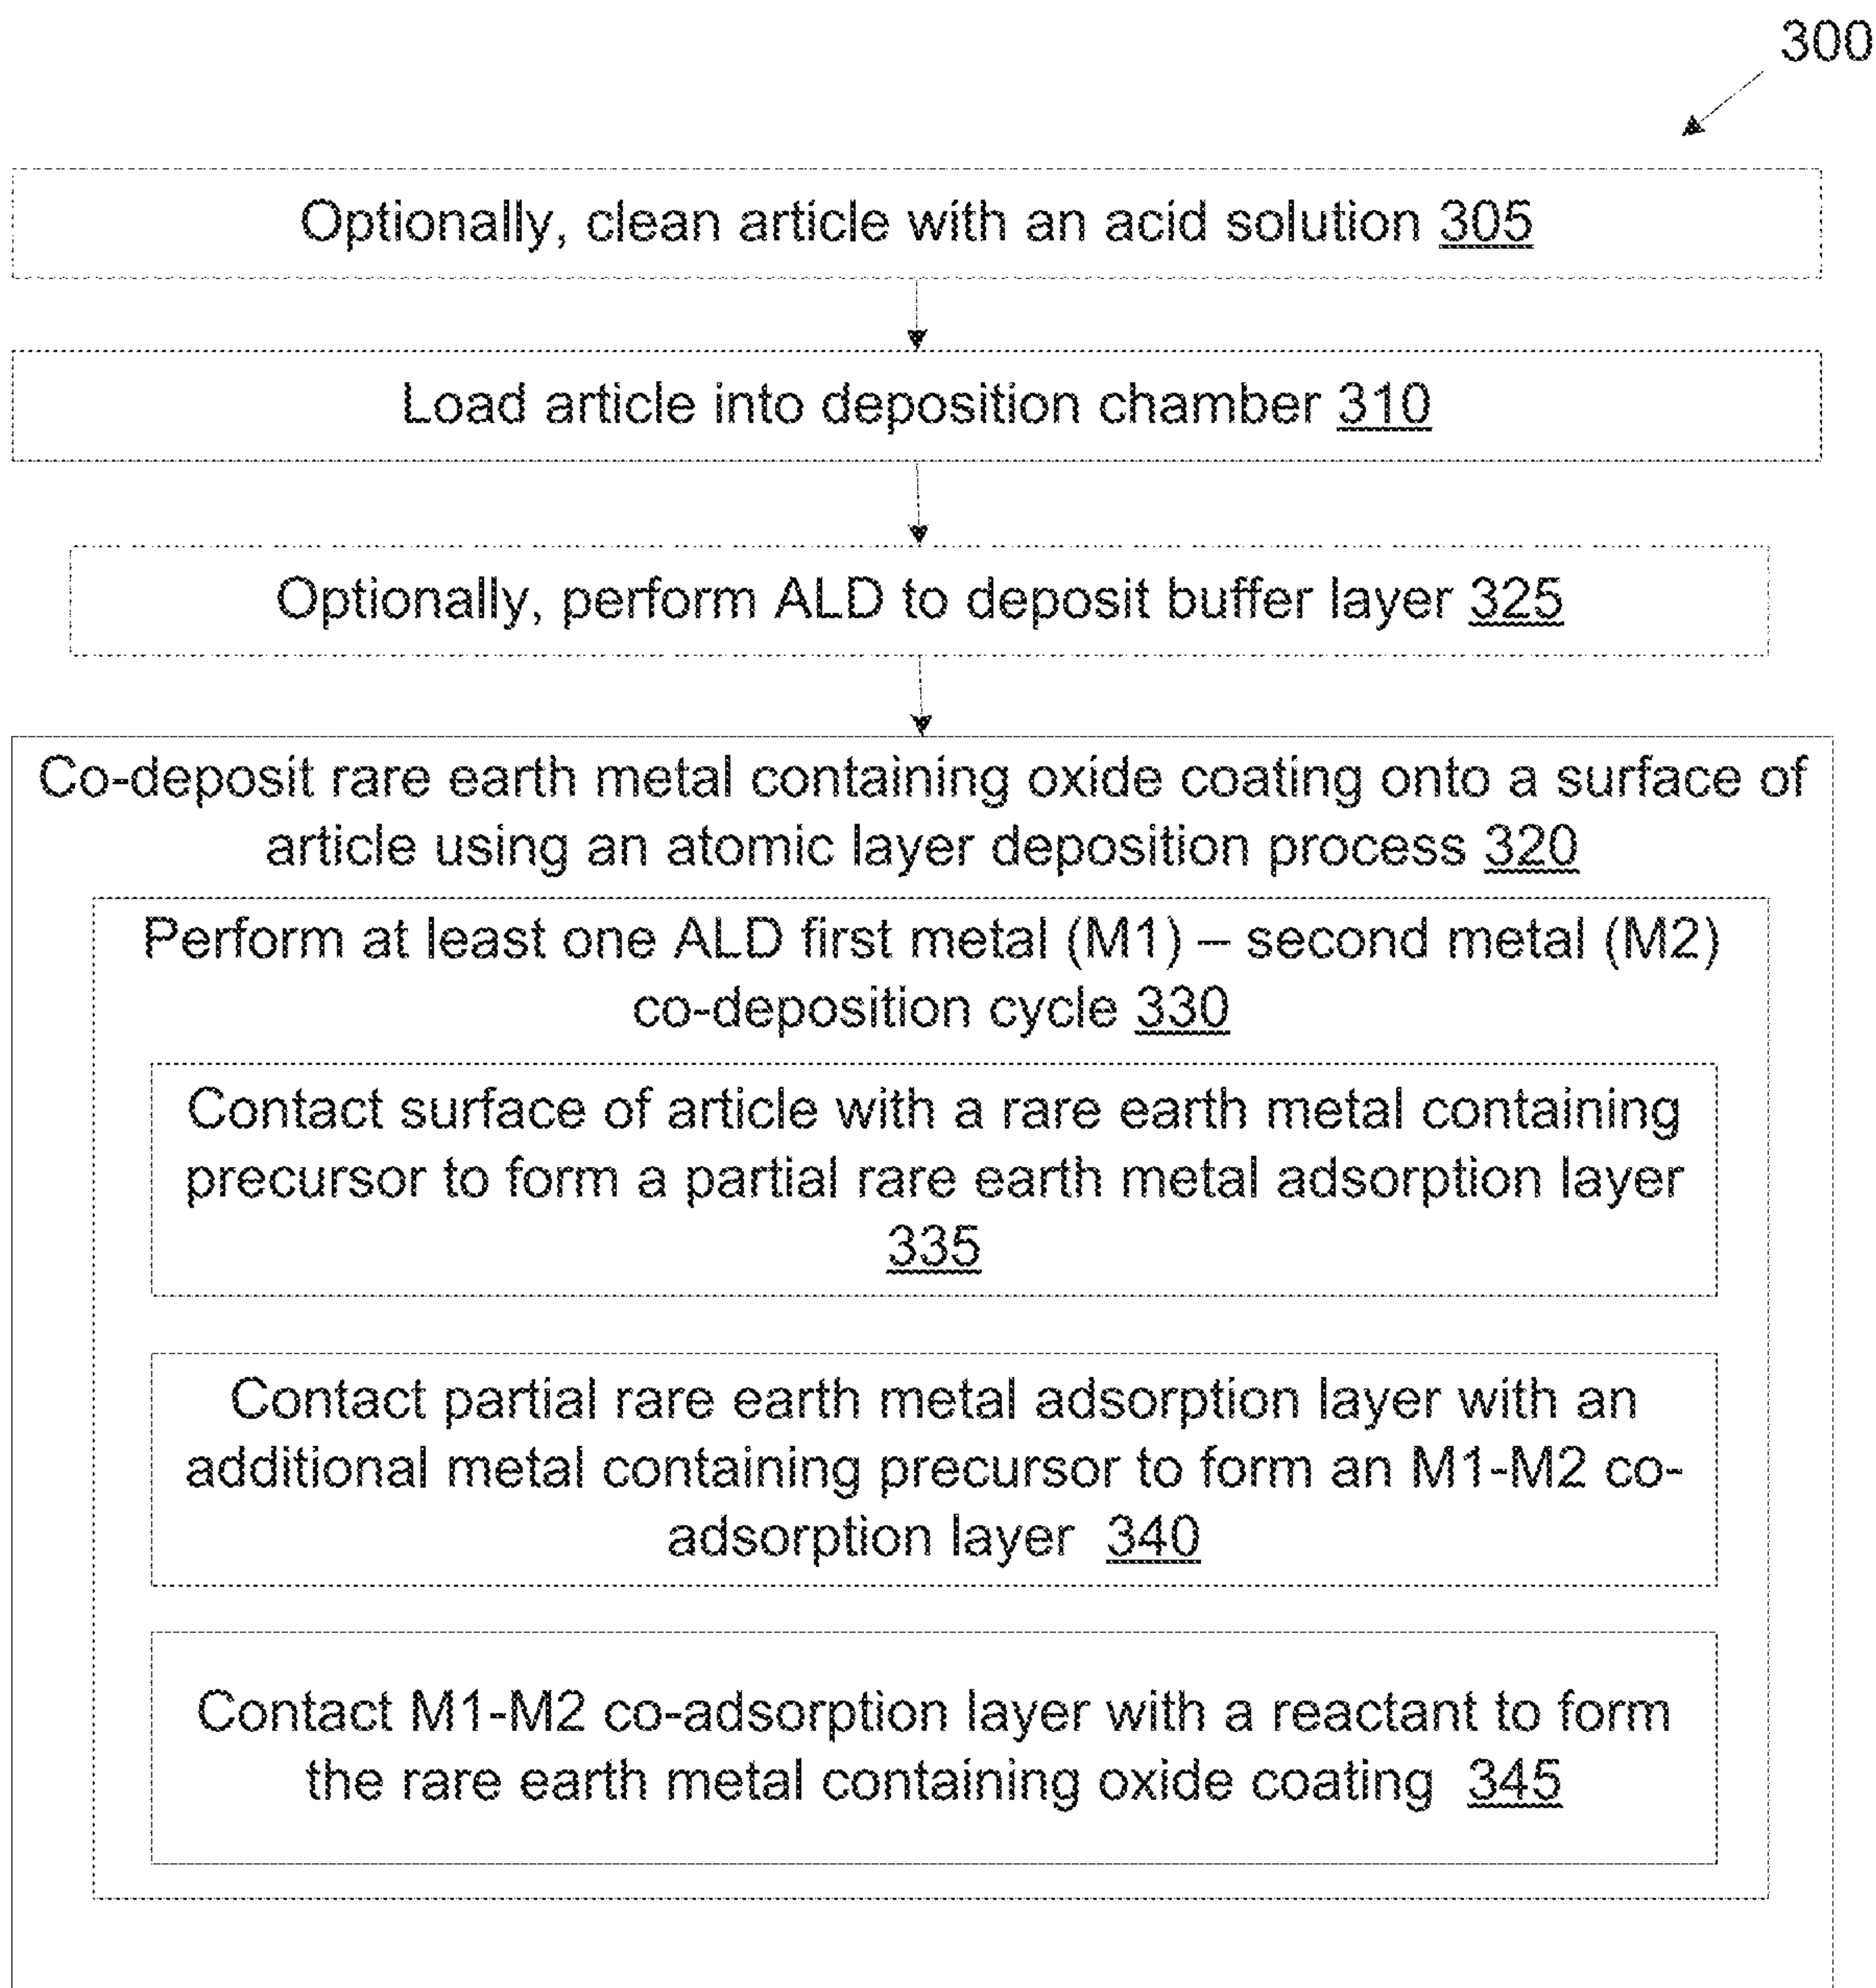 300
Optionally, clean article with an acid solution 305
Load article into deposition chamber 310
Optionally, perform ALD to deposit buffer layer 325
Co-deposit rare earth metal containing oxide coating onto a surface of
article using an atomic layer deposition process 320
Perform at least one ALD first metal (M1) – second metal (M2)
co-deposition cycle 330
Contact surface of article with a rare earth metal containing
precursor to form a partial rare earth metal adsorption layer
335
Contact partial rare earth metal adsorption layer with an
additional metal containing precursor to form an M1-M2 co-
adsorption layer 340
Contact M1-M2 co-adsorption layer with a reactant to form
the rare earth metal containing oxide coating 345